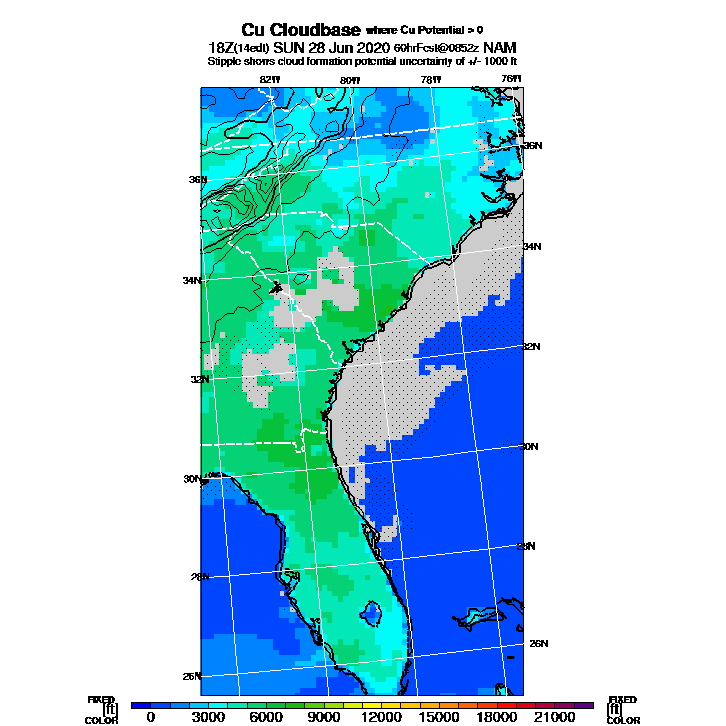 Cu Cloudbase where Cu Potential > 0
18Z(14edt) SUN 28 Jun 2020 60hrFcst@0852z NAM
Stipple shows cloud formation potential uncertainty of +/- 1000 ft
82W 80W 78W 76W
36N
36N
34N
34N
32N
32N
30N
30N
28N
28N
26N
26N
FIXED FIXED
[ft] [ft]
COLOR 0 3000 6000 9000 12000 15000 18000 21000 COLOR